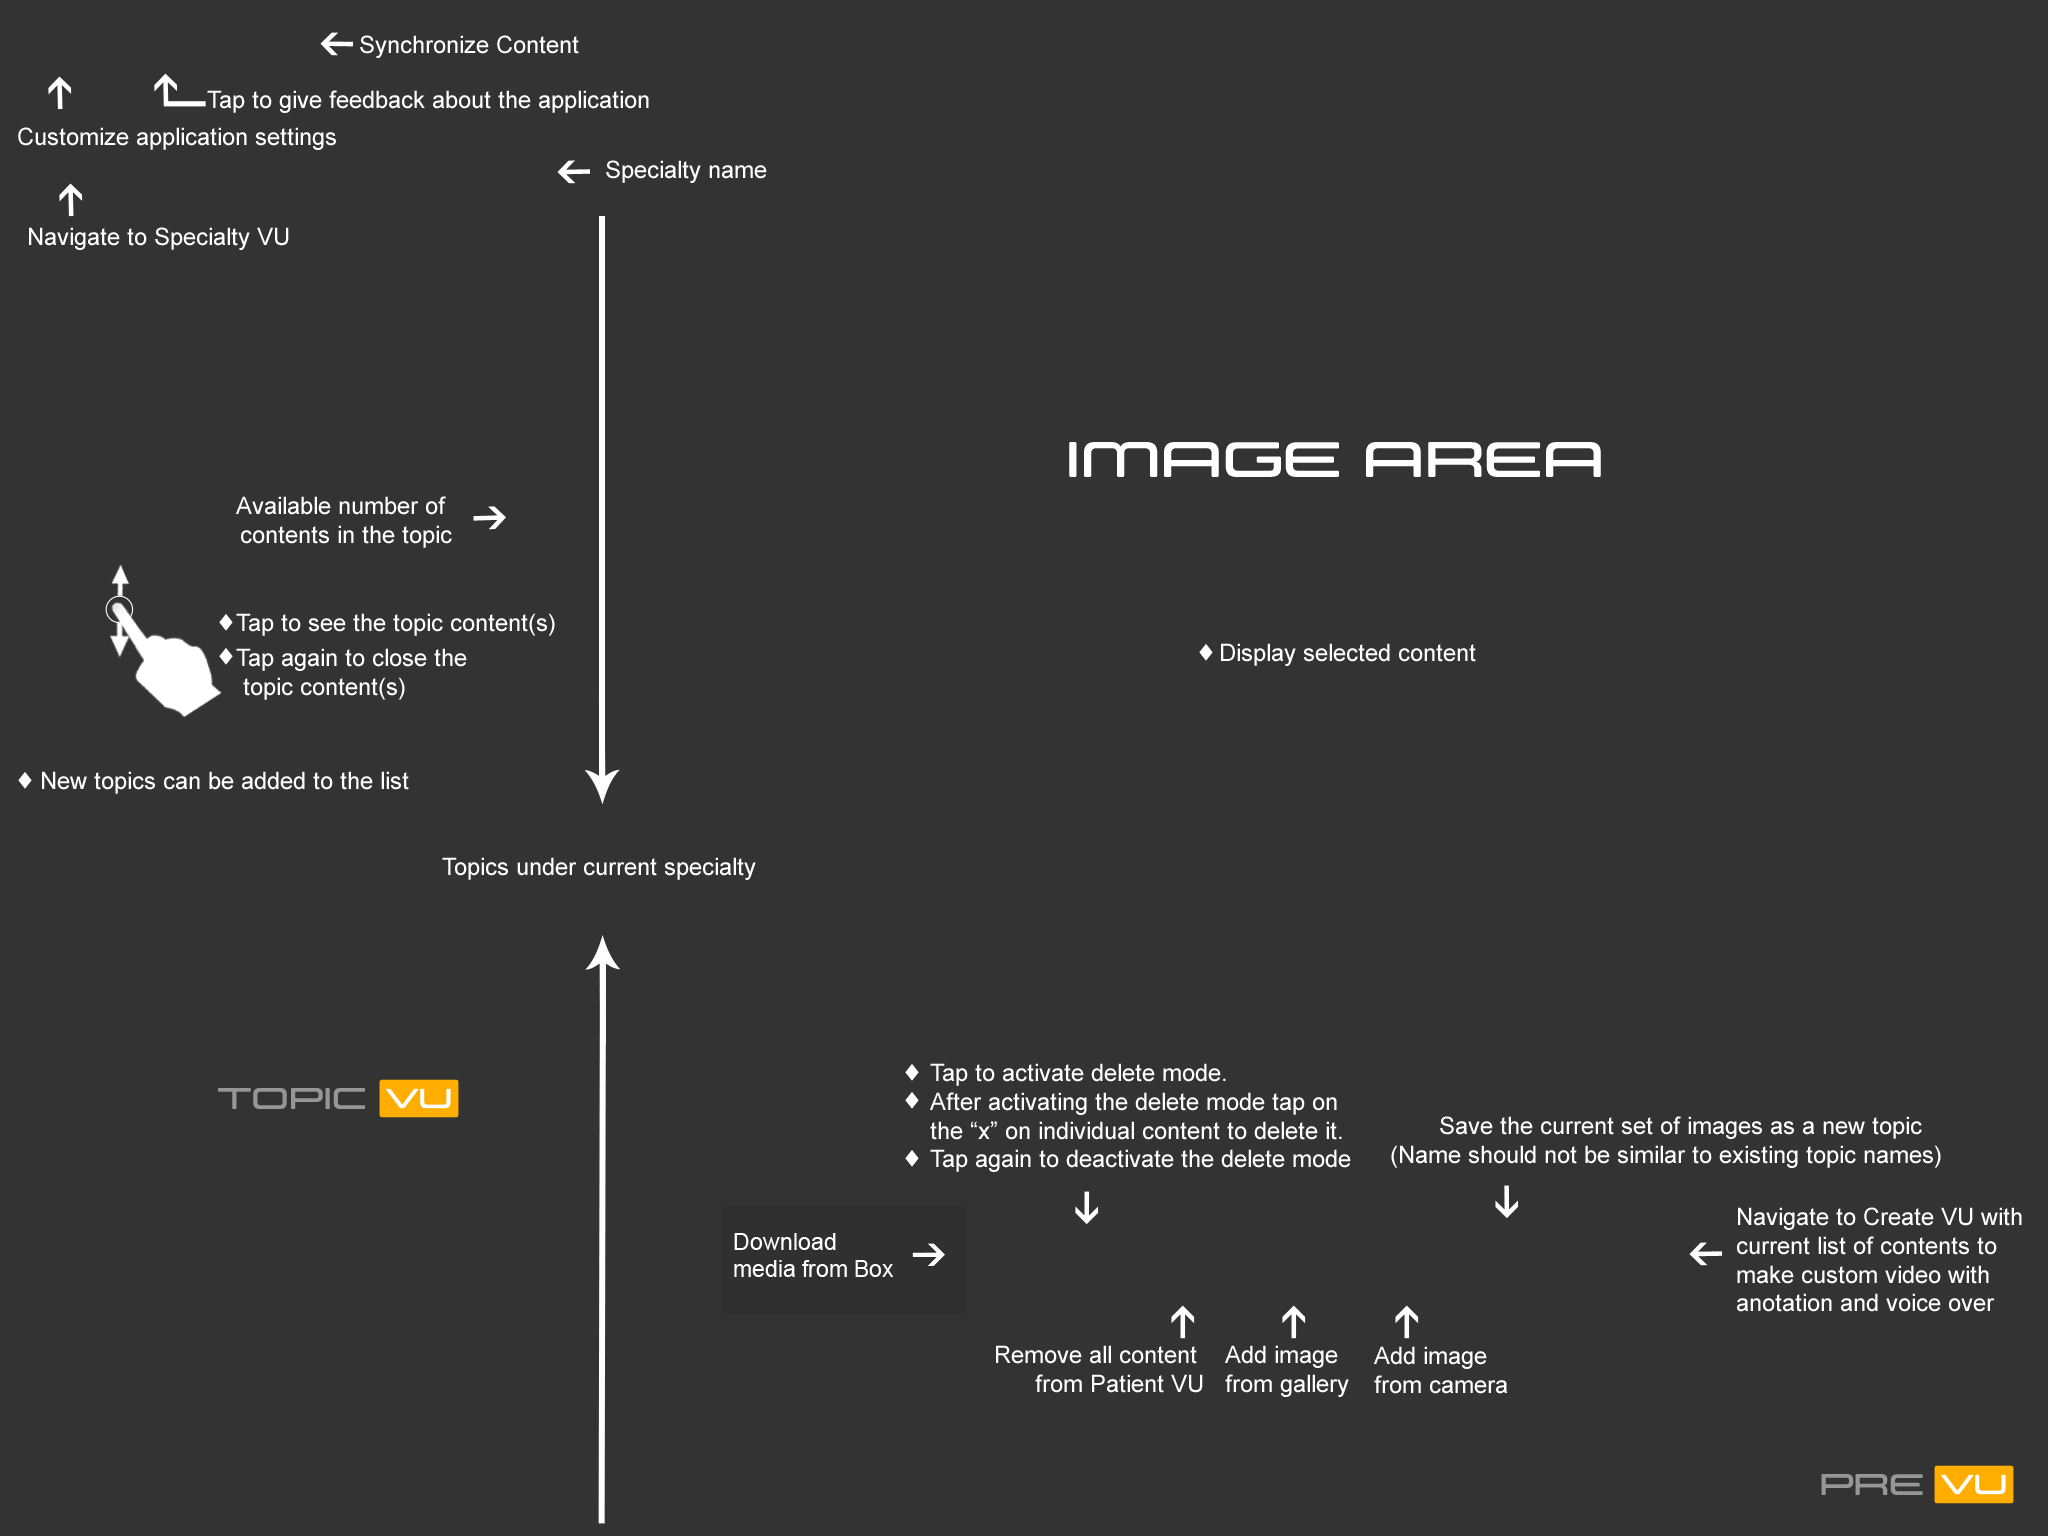 Synchronize Content
Tap to give feedback about the application
Customize application settings
Specialty name
Navigate to Specialty VU
IMAGE AREA
Available number of
contents in the topic
♦Tap to see the topic content(s)
♦Tap again to close the
topic content(s)
♦ Display selected content
♦ New topics can be added to the list
Topics under current specialty
TOPIC VU
♦ Tap to activate delete mode.
♦ After activating the delete mode tap on
the “x” on individual content to delete it.
♦ Tap again to deactivate the delete mode
Save the current set of images as a new topic
(Name should not be similar to existing topic names)
Download
media from Box
Navigate to Create VU with
current list of contents to
make custom video with
anotation and voice over
Remove all content
from Patient VU
Add image
from gallery
Add image
from camera
PRE VU